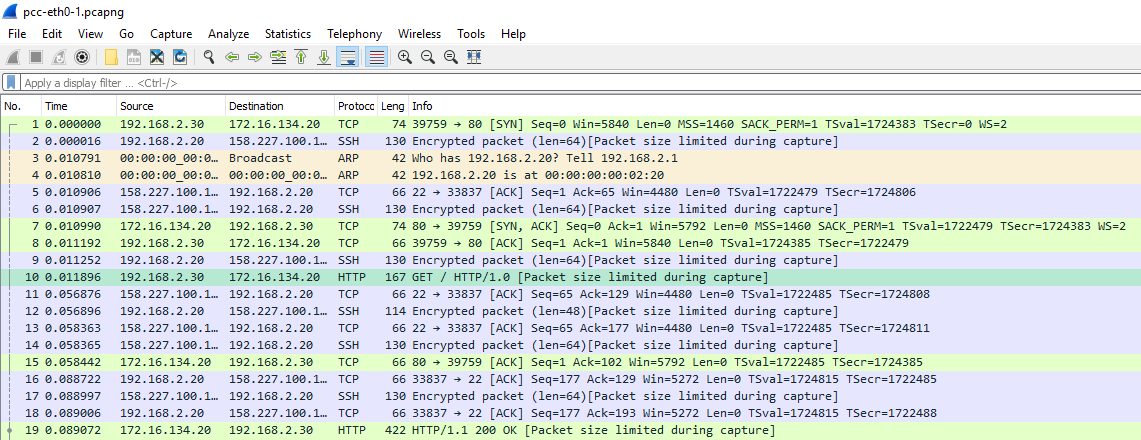 pcc-eth0-1.pcapng
File Edit View Go Capture Analyze Statistics Telephony Wireless Tools Help
Apply a display filter ... <Ctrl-/>
No. Time Source Destination Protocc Leng Info
1 0.000000 192.168.2.30 172.16.134.20 TCP 74 39759 → 80 [SYN] Seq=0 Win=5840 Len=0 MSS=1460 SACK_PERM=1 TSval=1724383 TSecr=0 WS=2
2 0.000016 192.168.2.20 158.227.100.1… SSH 130 Encrypted packet (len=64)[Packet size limited during capture]
3 0.010791 00:00:00_00:0… Broadcast ARP 42 Who has 192.168.2.20? Tell 192.168.2.1
4 0.010810 00:00:00_00:0… 00:00:00_00:0… ARP 42 192.168.2.20 is at 00:00:00:00:02:20
5 0.010906 158.227.100.1… 192.168.2.20 TCP 66 22 → 33837 [ACK] Seq=1 Ack=65 Win=4480 Len=0 TSval=1722479 TSecr=1724806
6 0.010907 158.227.100.1… 192.168.2.20 SSH 130 Encrypted packet (len=64)[Packet size limited during capture]
7 0.010990 172.16.134.20 192.168.2.30 TCP 74 80 → 39759 [SYN, ACK] Seq=0 Ack=1 Win=5792 Len=0 MSS=1460 SACK_PERM=1 TSval=1722479 TSecr=1724383 WS=2
8 0.011192 192.168.2.30 172.16.134.20 TCP 66 39759 → 80 [ACK] Seq=1 Ack=1 Win=5840 Len=0 TSval=1724385 TSecr=1722479
9 0.011252 192.168.2.20 158.227.100.1… SSH 130 Encrypted packet (len=64)[Packet size limited during capture]
10 0.011896 192.168.2.30 172.16.134.20 HTTP 167 GET / HTTP/1.0 [Packet size limited during capture]
11 0.056876 158.227.100.1… 192.168.2.20 TCP 66 22 → 33837 [ACK] Seq=65 Ack=129 Win=4480 Len=0 TSval=1722485 TSecr=1724808
12 0.056896 192.168.2.20 158.227.100.1… SSH 114 Encrypted packet (len=48)[Packet size limited during capture]
13 0.058363 158.227.100.1… 192.168.2.20 TCP 66 22 → 33837 [ACK] Seq=65 Ack=177 Win=4480 Len=0 TSval=1722485 TSecr=1724811
14 0.058365 158.227.100.1… 192.168.2.20 SSH 130 Encrypted packet (len=64)[Packet size limited during capture]
15 0.058442 172.16.134.20 192.168.2.30 TCP 66 80 → 39759 [ACK] Seq=1 Ack=102 Win=5792 Len=0 TSval=1722485 TSecr=1724385
16 0.088722 192.168.2.20 158.227.100.1… TCP 66 33837 → 22 [ACK] Seq=177 Ack=129 Win=5272 Len=0 TSval=1724815 TSecr=1722485
17 0.088997 158.227.100.1… 192.168.2.20 SSH 130 Encrypted packet (len=64)[Packet size limited during capture]
18 0.089006 192.168.2.20 158.227.100.1… TCP 66 33837 → 22 [ACK] Seq=177 Ack=193 Win=5272 Len=0 TSval=1724815 TSecr=1722488
19 0.089072 172.16.134.20 192.168.2.30 HTTP 422 HTTP/1.1 200 OK [Packet size limited during capture]